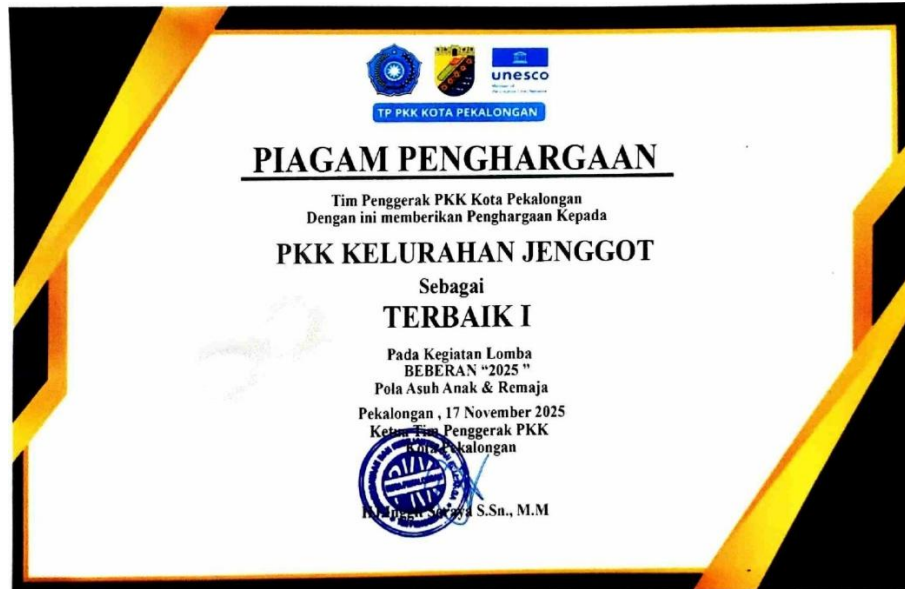 unesco
TP PKK KOTA PEKALONGAN
PIAGAM PENGHARGAAN
Tim Penggerak PKK Kota Pekalongan
Dengan ini memberikan Penghargaan Kepada
PKK KELURAHAN JENGGOT
Sebagai
TERBAIK I
Pada Kegiatan Lomba
BEBERAN “2025 ”
Pola Asuh Anak & Remaja
Pekalongan , 17 November 2025
Ketua Tim Penggerak PKK
Kota Pekalongan
Inggit Soraya S.Sn., M.M